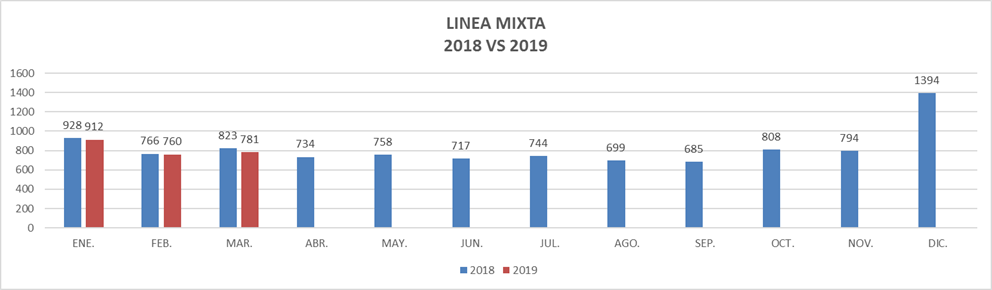 LINEA MIXTA
2018 VS 2019
1600
1400
1200
1000
800
600
400
200
0
928 912 766 760 823 781 734 758 717 744 699 685 808 794 1394
ENE. FEB. MAR. ABR. MAY. JUN. JUL. AGO. SEP. OCT. NOV. DIC.
2018 2019